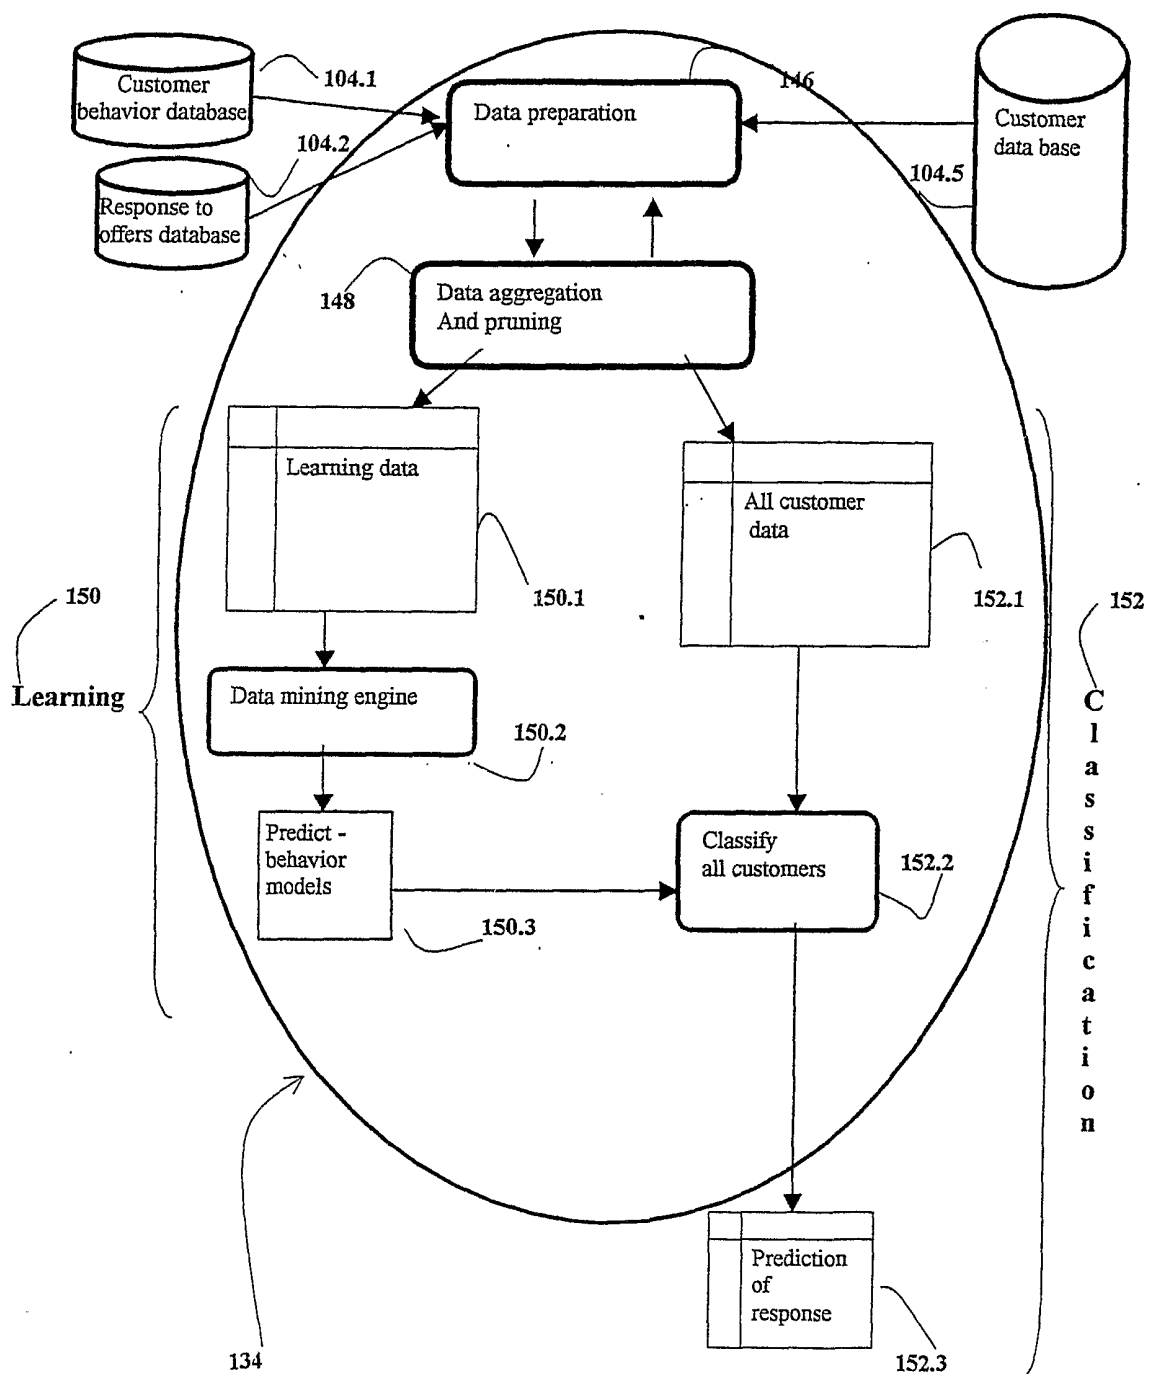 Customer
behavior database
104.1
146
Data preparation
Customer
data base
104.2
104.5
Response to
offers database
148
Data aggregation
And pruning
Learning data
All customer
data
150
150.1
152.1
152
Learning
Data mining engine
150.2
Classification
Predict -
behavior
models
Classify
all customers
152.2
150.3
Prediction
of
response
134
152.3